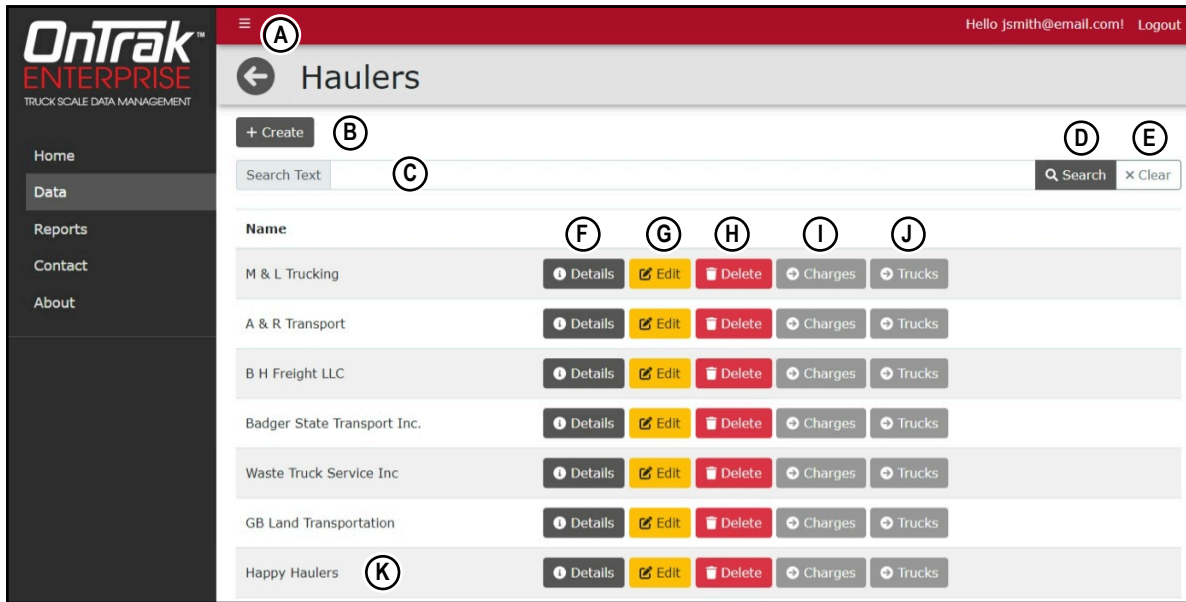 OnTrak™
ENTERPRISE
TRUCK SCALE DATA MANAGEMENT
Home
Data
Reports
Contact
About
A
Hello jsmith@email.com! Logout
Haulers
+ Create B
D E
Search Text C Search × Clear
Name F G H I J
M & L Trucking Details Edit Delete Charges Trucks
A & R Transport Details Edit Delete Charges Trucks
B H Freight LLC Details Edit Delete Charges Trucks
Badger State Transport Inc. Details Edit Delete Charges Trucks
Waste Truck Service Inc Details Edit Delete Charges Trucks
GB Land Transportation Details Edit Delete Charges Trucks
Happy Haulers K Details Edit Delete Charges Trucks